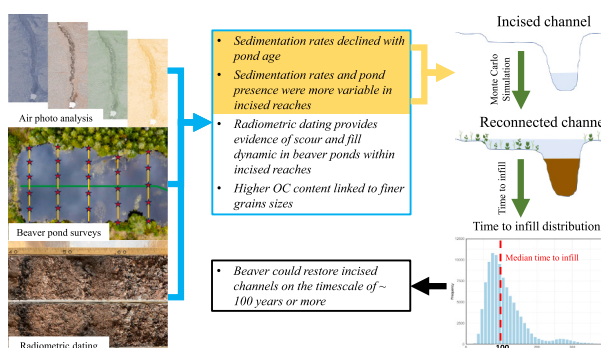 Air photo analysis
Beaver pond surveys
Radiometric dating
• Sedimentation rates declined with
pond age
• Sedimentation rates and pond
presence were more variable in
incised reaches
• Radiometric dating provides
evidence of scour and fill
dynamic in beaver ponds within
incised reaches
• Higher OC content linked to finer
grains sizes
• Beaver could restore incised
channels on the timescale of ~
100 years or more
Incised channel
Monte Carlo
Simulation
Reconnected channe
Time to infill
Time to infill distribution
Median time to infill
Frequency
100